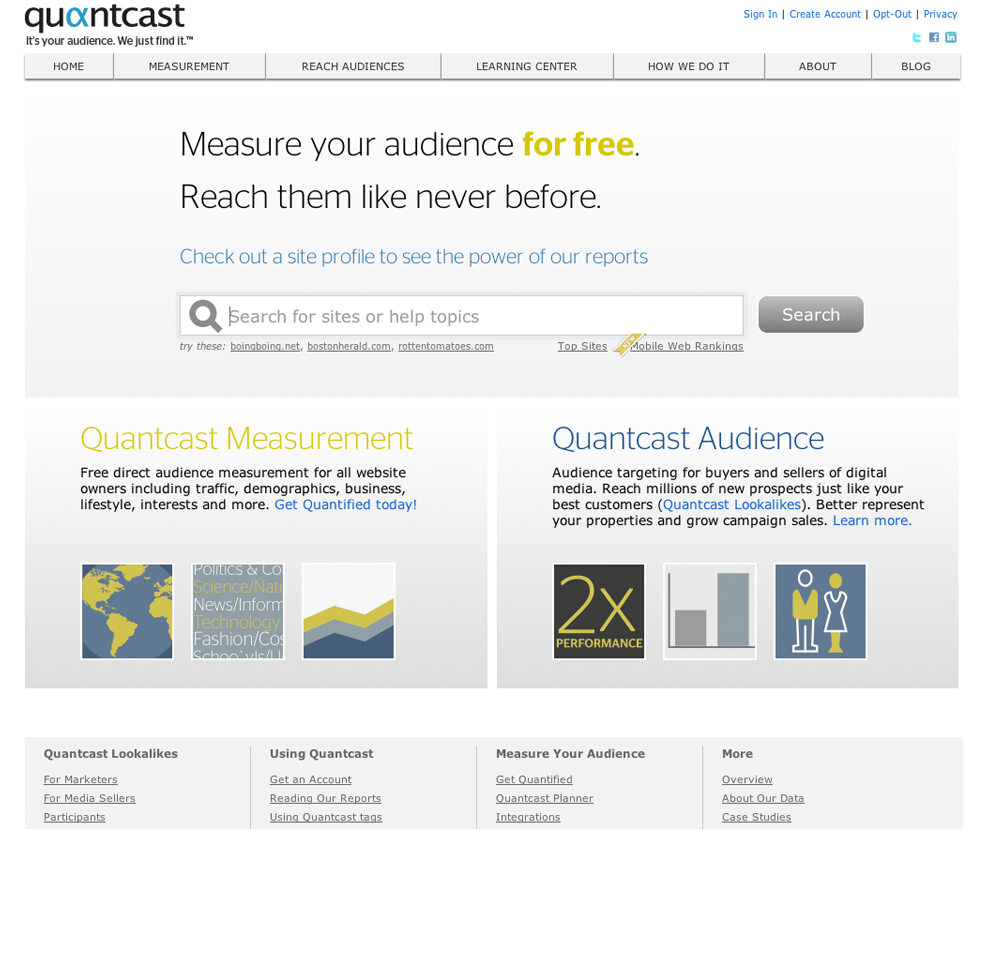 quantcast
It's your audience. We just find it.™
Sign In | Create Account | Opt-Out | Privacy
HOME MEASUREMENT REACH AUDIENCES LEARNING CENTER HOW WE DO IT ABOUT BLOG
Measure your audience for free.
Reach them like never before.
Check out a site profile to see the power of our reports
Search for sites or help topics
Search
try these: boingboing.net, bostonherald.com, rottentomatoes.com
Top Sites NEW Mobile Web Rankings
Quantcast Measurement
Free direct audience measurement for all website
owners including traffic, demographics, business,
lifestyle, interests and more. Get Quantified today!
Politics & Co
Science/Natu
News/Inform
Technology
Fashion/Cos
Schoo`yls/U
Quantcast Audience
Audience targeting for buyers and sellers of digital
media. Reach millions of new prospects just like your
best customers (Quantcast Lookalikes). Better represent
your properties and grow campaign sales. Learn more.
2x
PERFORMANCE
Quantcast Lookalikes
For Marketers
For Media Sellers
Participants
Using Quantcast
Get an Account
Reading Our Reports
Using Quantcast tags
Measure Your Audience
Get Quantified
Quantcast Planner
Integrations
More
Overview
About Our Data
Case Studies